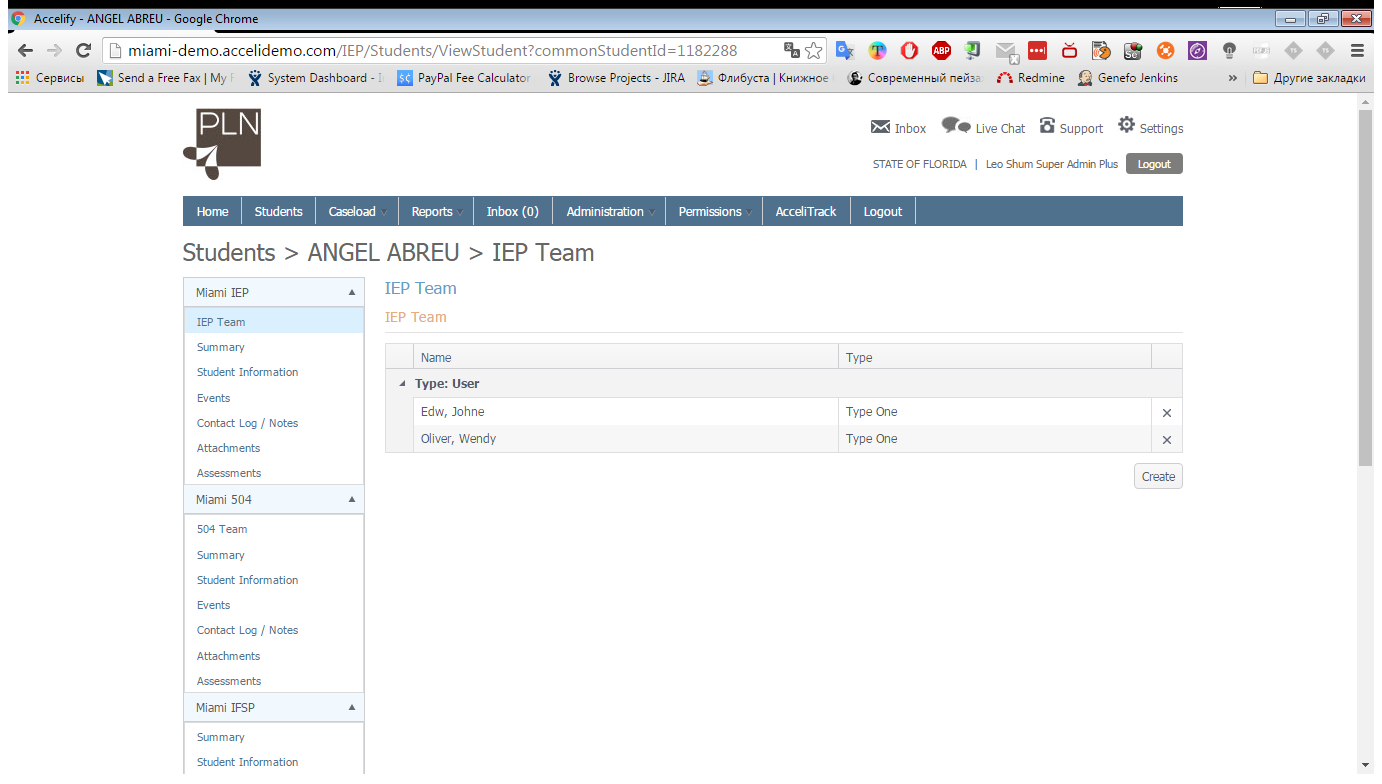 Accelify - ANGEL ABREU - Google Chrome
miami-demo.accelidemo.com/IEP/Students/ViewStudent?commonStudentId=1182288
Сервисы Send a Free Fax | My System Dashboard - PayPal Fee Calculator Browse Projects - JIRA Флибуста | Книжное Современный пейза Redmine Genefo Jenkins » Другие закладки
PLN
Inbox Live Chat Support Settings
STATE OF FLORIDA | Leo Shum Super Admin Plus Logout
Home Students Caseload Reports Inbox (0) Administration Permissions AcceliTrack Logout
Students > ANGEL ABREU > IEP Team
Miami IEP
IEP Team
Summary
Student Information
Events
Contact Log / Notes
Attachments
Assessments
Miami 504
504 Team
Summary
Student Information
Events
Contact Log / Notes
Attachments
Assessments
Miami IFSP
Summary
Student Information
IEP Team
IEP Team
Name Type
Type: User
Edw, Johne Type One
Oliver, Wendy Type One
Create